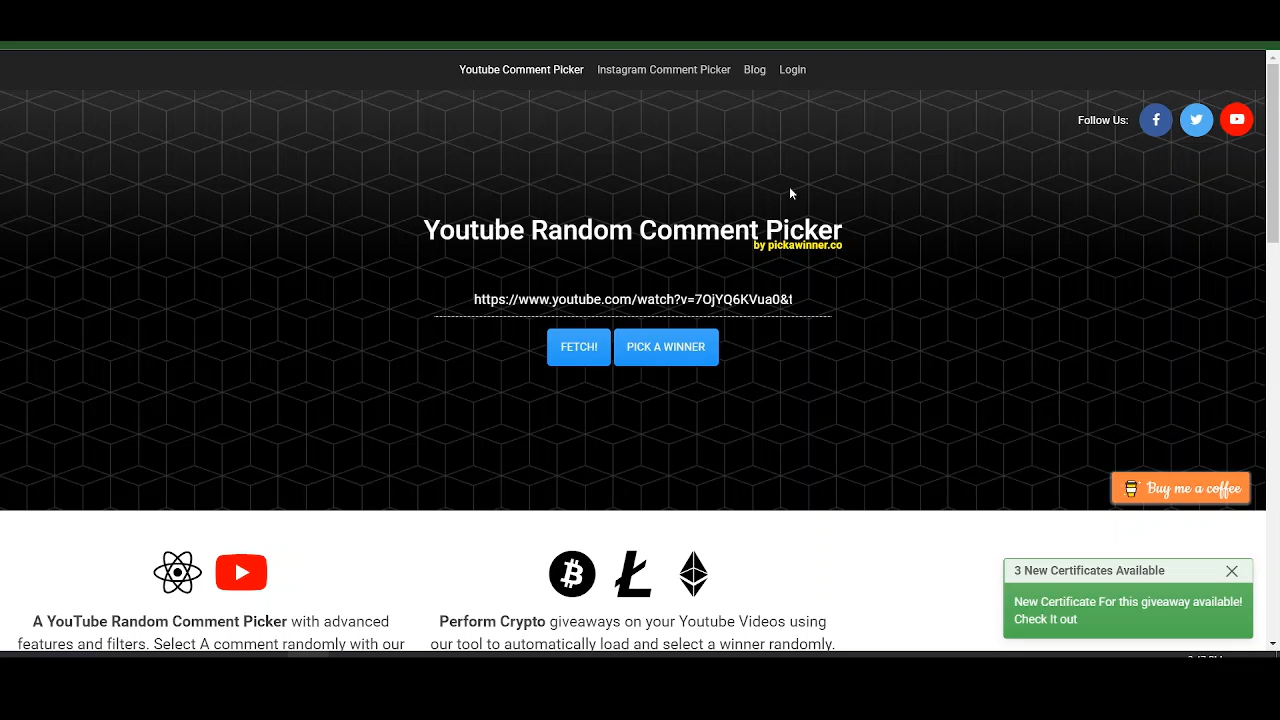 Youtube Comment Picker Instagram Comment Picker Blog Login
Follow Us:
Youtube Random Comment Picker
by pickawinner.co
https://www.youtube.com/watch?v=7OjYQ6KVua0&t
FETCH! PICK A WINNER
Buy me a coffee
A YouTube Random Comment Picker with advanced
features and filters. Select A comment randomly with our
Perform Crypto giveaways on your Youtube Videos using
our tool to automatically load and select a winner randomly.
3 New Certificates Available
New Certificate For this giveaway available!
Check It out